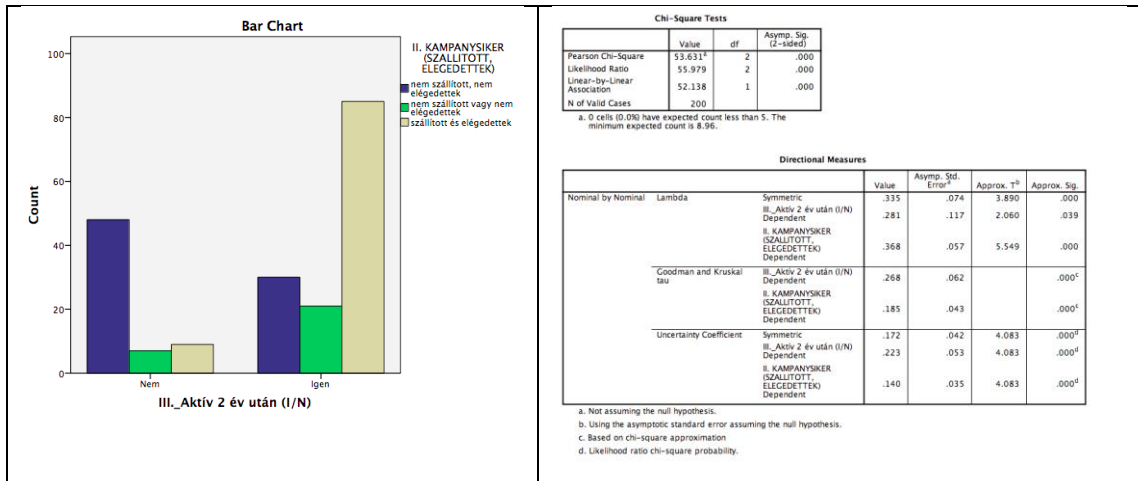 Bar Chart
II. KAMPANYSIKER
(SZALLITOTT,
ELEGEDETTEK)
nem szállított, nem
elégedettek
nem szállított vagy nem
elégedettek
szállított és elégedettek
100
80
60
40
20
0
Count
Nem Igen
III._Aktív 2 év után (I/N)
Chi-Square Tests
Value df Asymp. Sig.
(2-sided)
Pearson Chi-Square 53.631a 2 .000
Likelihood Ratio 55.979 2 .000
Linear-by-Linear
Association 52.138 1 .000
N of Valid Cases 200
a. 0 cells (0.0%) have expected count less than 5. The
minimum expected count is 8.96.
Directional Measures
Value Asymp. Std.
Errora Approx. Tb Approx. Sig.
Nominal by Nominal Lambda Symmetric .335 .074 3.890 .000
III._Aktív 2 év után (I/N)
Dependent .281 .117 2.060 .039
II. KAMPANYSIKER
(SZALLITOTT,
ELEGEDETTEK)
Dependent .368 .057 5.549 .000
Goodman and Kruskal
tau III._Aktív 2 év után (I/N)
Dependent .268 .062 .000c
II. KAMPANYSIKER
(SZALLITOTT,
ELEGEDETTEK)
Dependent .185 .043 .000c
Uncertainty Coefficient Symmetric .172 .042 4.083 .000d
III._Aktív 2 év után (I/N)
Dependent .223 .053 4.083 .000d
II. KAMPANYSIKER
(SZALLITOTT,
ELEGEDETTEK)
Dependent .140 .035 4.083 .000d
a. Not assuming the null hypothesis.
b. Using the asymptotic standard error assuming the null hypothesis.
c. Based on chi-square approximation
d. Likelihood ratio chi-square probability.